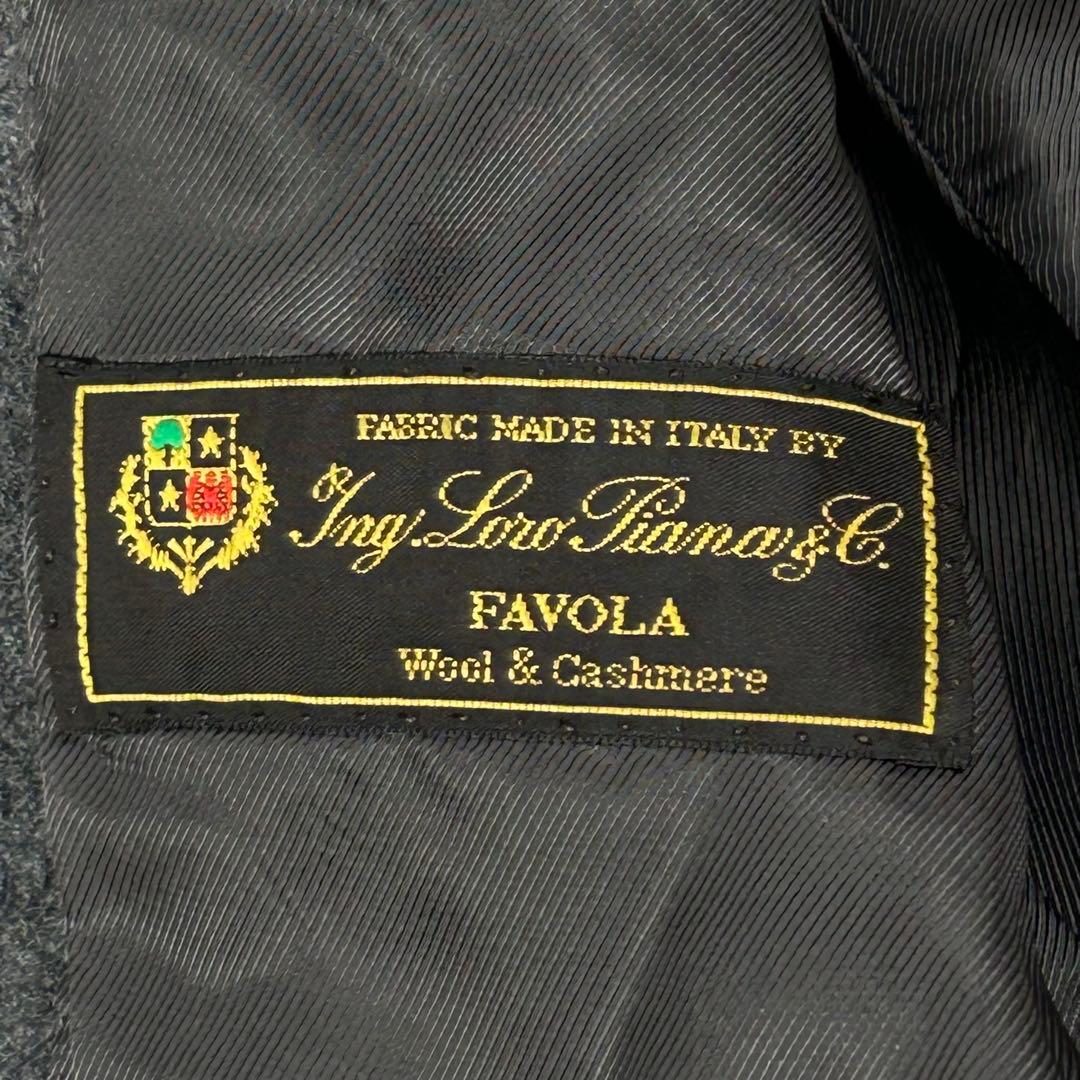 FABRIC MADE IN ITALY BY
Ing. Loro Piana & C.
FAVOLA
Wool & Cashmere